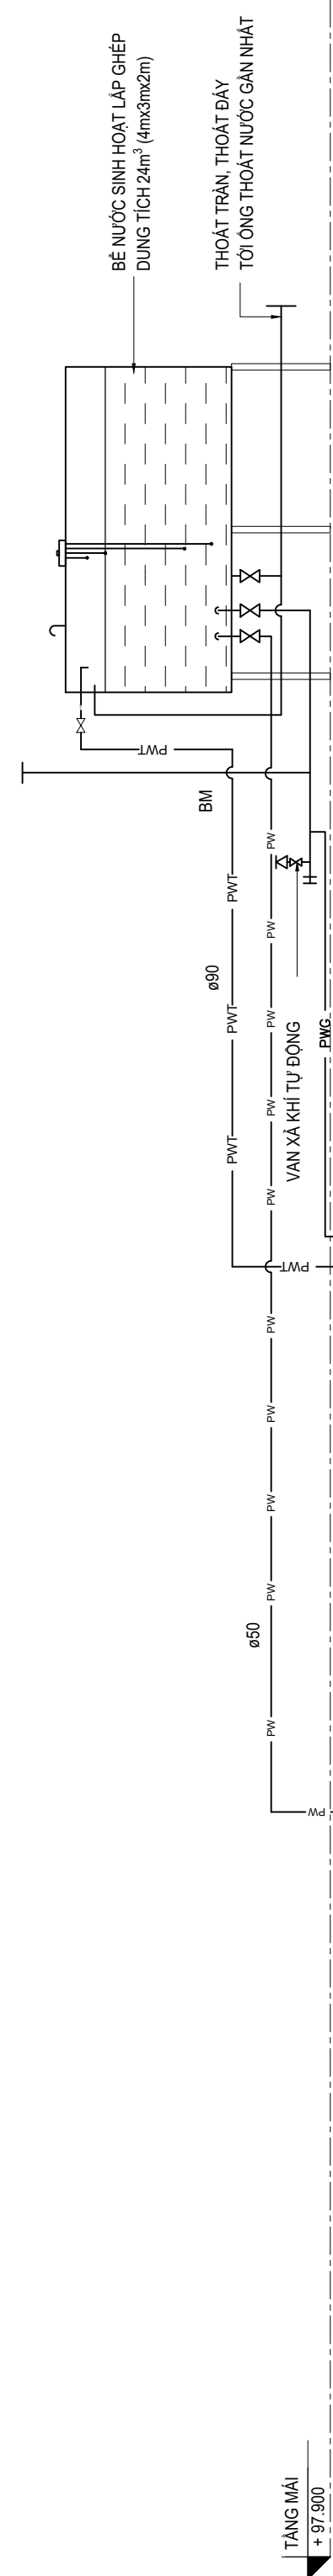 BỂ NƯỚC SINH HOẠT LẮP GHÉP
DUNG TÍCH 24m³ (4mx3mx2m)
THOÁT TRÀN, THOÁT ĐÁY
TỚI ỐNG THOÁT NƯỚC GẦN NHẤT
PWT
BM
PWT
ø90
PWT
PWT
PWT
PW
PW
PW
PW
PW
PW
PW
PW
PW
PW
PW
ø50
VAN XẢ KHÍ TỰ ĐỘNG
PWG
TẦNG MÁI
+ 97.900